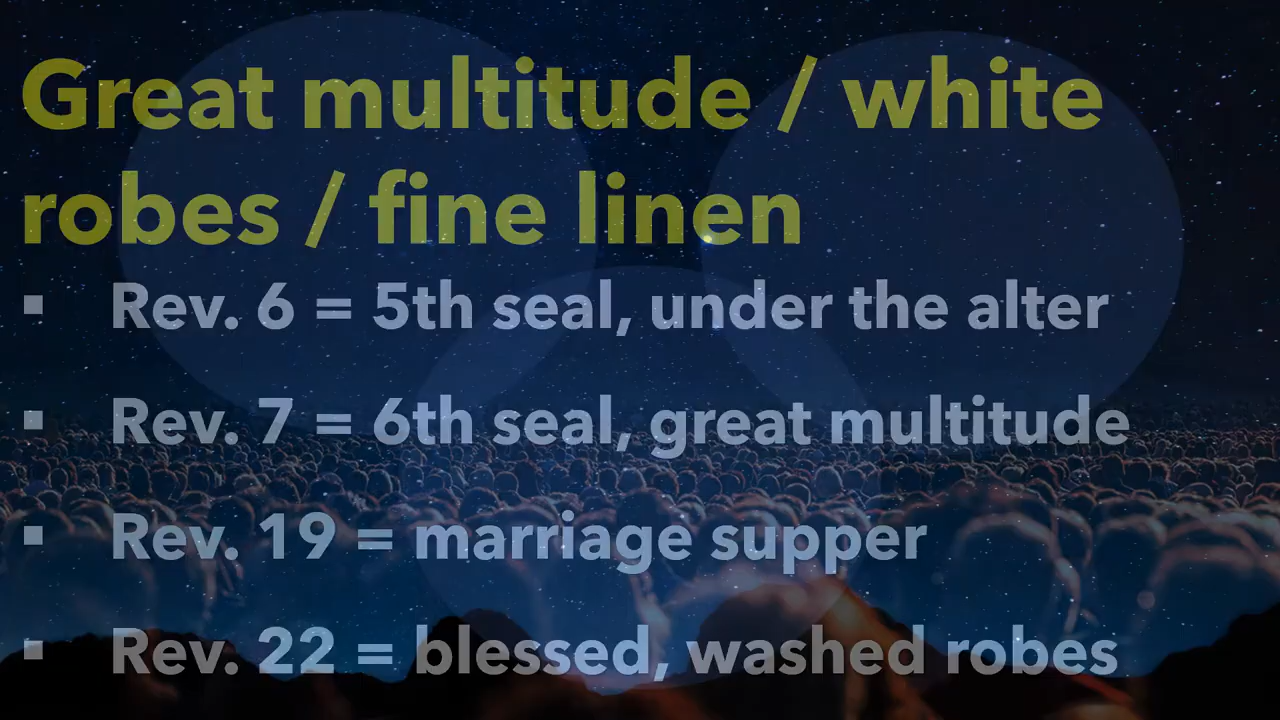 Great multitude / white
robes / fine linen
▪ Rev. 6 = 5th seal, under the alter
▪ Rev. 7 = 6th seal, great multitude
▪ Rev. 19 = marriage supper
▪ Rev. 22 = blessed, washed robes